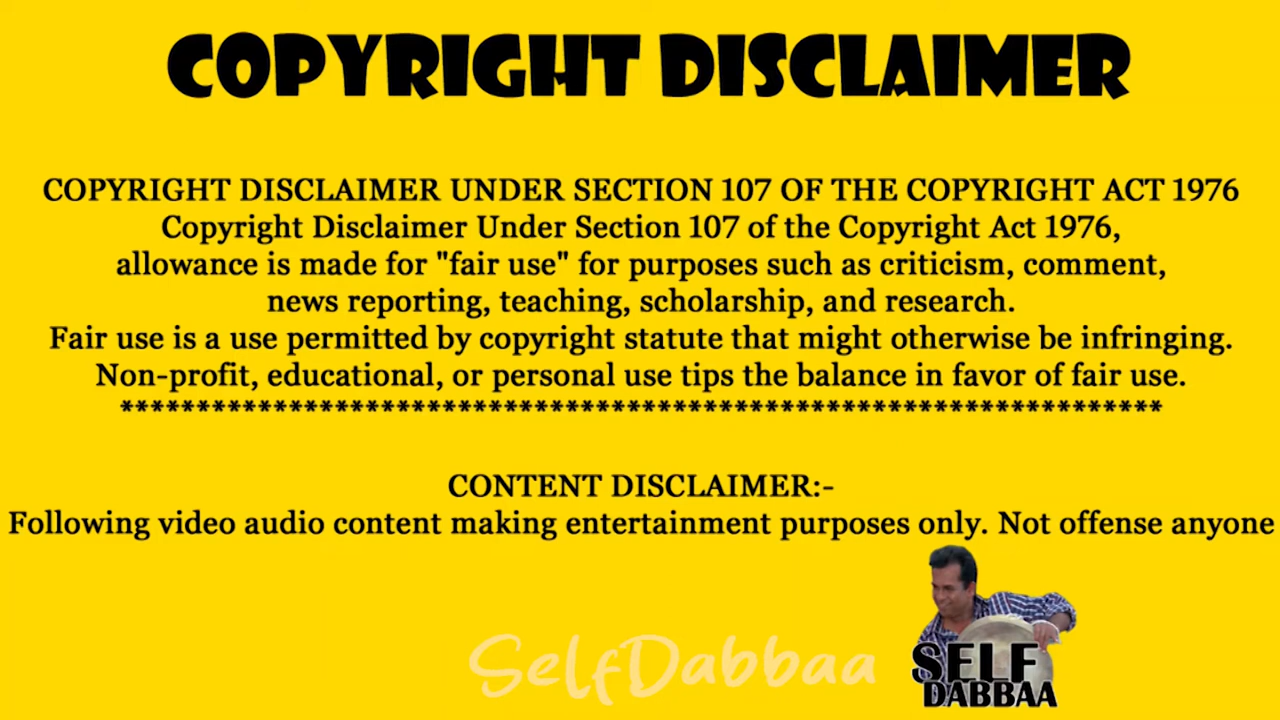 COPYRIGHT DISCLAIMER
COPYRIGHT DISCLAIMER UNDER SECTION 107 OF THE COPYRIGHT ACT 1976
Copyright Disclaimer Under Section 107 of the Copyright Act 1976,
allowance is made for "fair use" for purposes such as criticism, comment,
news reporting, teaching, scholarship, and research.
Fair use is a use permitted by copyright statute that might otherwise be infringing.
Non-profit, educational, or personal use tips the balance in favor of fair use.
********************************************************************
CONTENT DISCLAIMER:-
Following video audio content making entertainment purposes only. Not offense anyone
SelfDabbaa
SELF
DABBAA